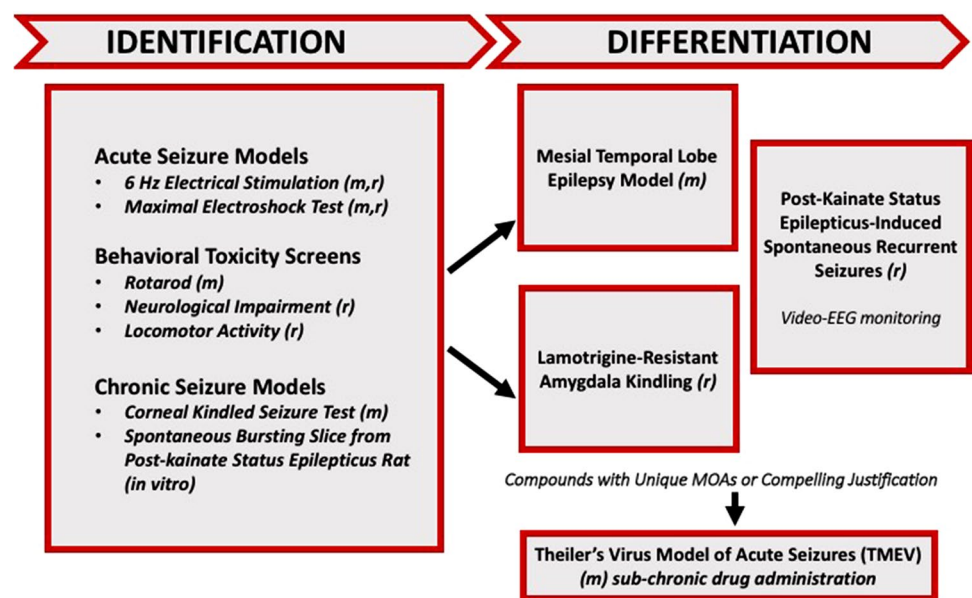 IDENTIFICATION
DIFFERENTIATION
Acute Seizure Models
• 6 Hz Electrical Stimulation (m,r)
• Maximal Electroshock Test (m,r)
Behavioral Toxicity Screens
• Rotarod (m)
• Neurological Impairment (r)
• Locomotor Activity (r)
Chronic Seizure Models
• Corneal Kindled Seizure Test (m)
• Spontaneous Bursting Slice from
Post-kainate Status Epilepticus Rat
(in vitro)
Mesial Temporal Lobe
Epilepsy Model (m)
Lamotrigine-Resistant
Amygdala Kindling (r)
Post-Kainate Status
Epilepticus-Induced
Spontaneous Recurrent
Seizures (r)
Video-EEG monitoring
Compounds with Unique MOAs or Compelling Justification
Theiler's Virus Model of Acute Seizures (TMEV)
(m) sub-chronic drug administration